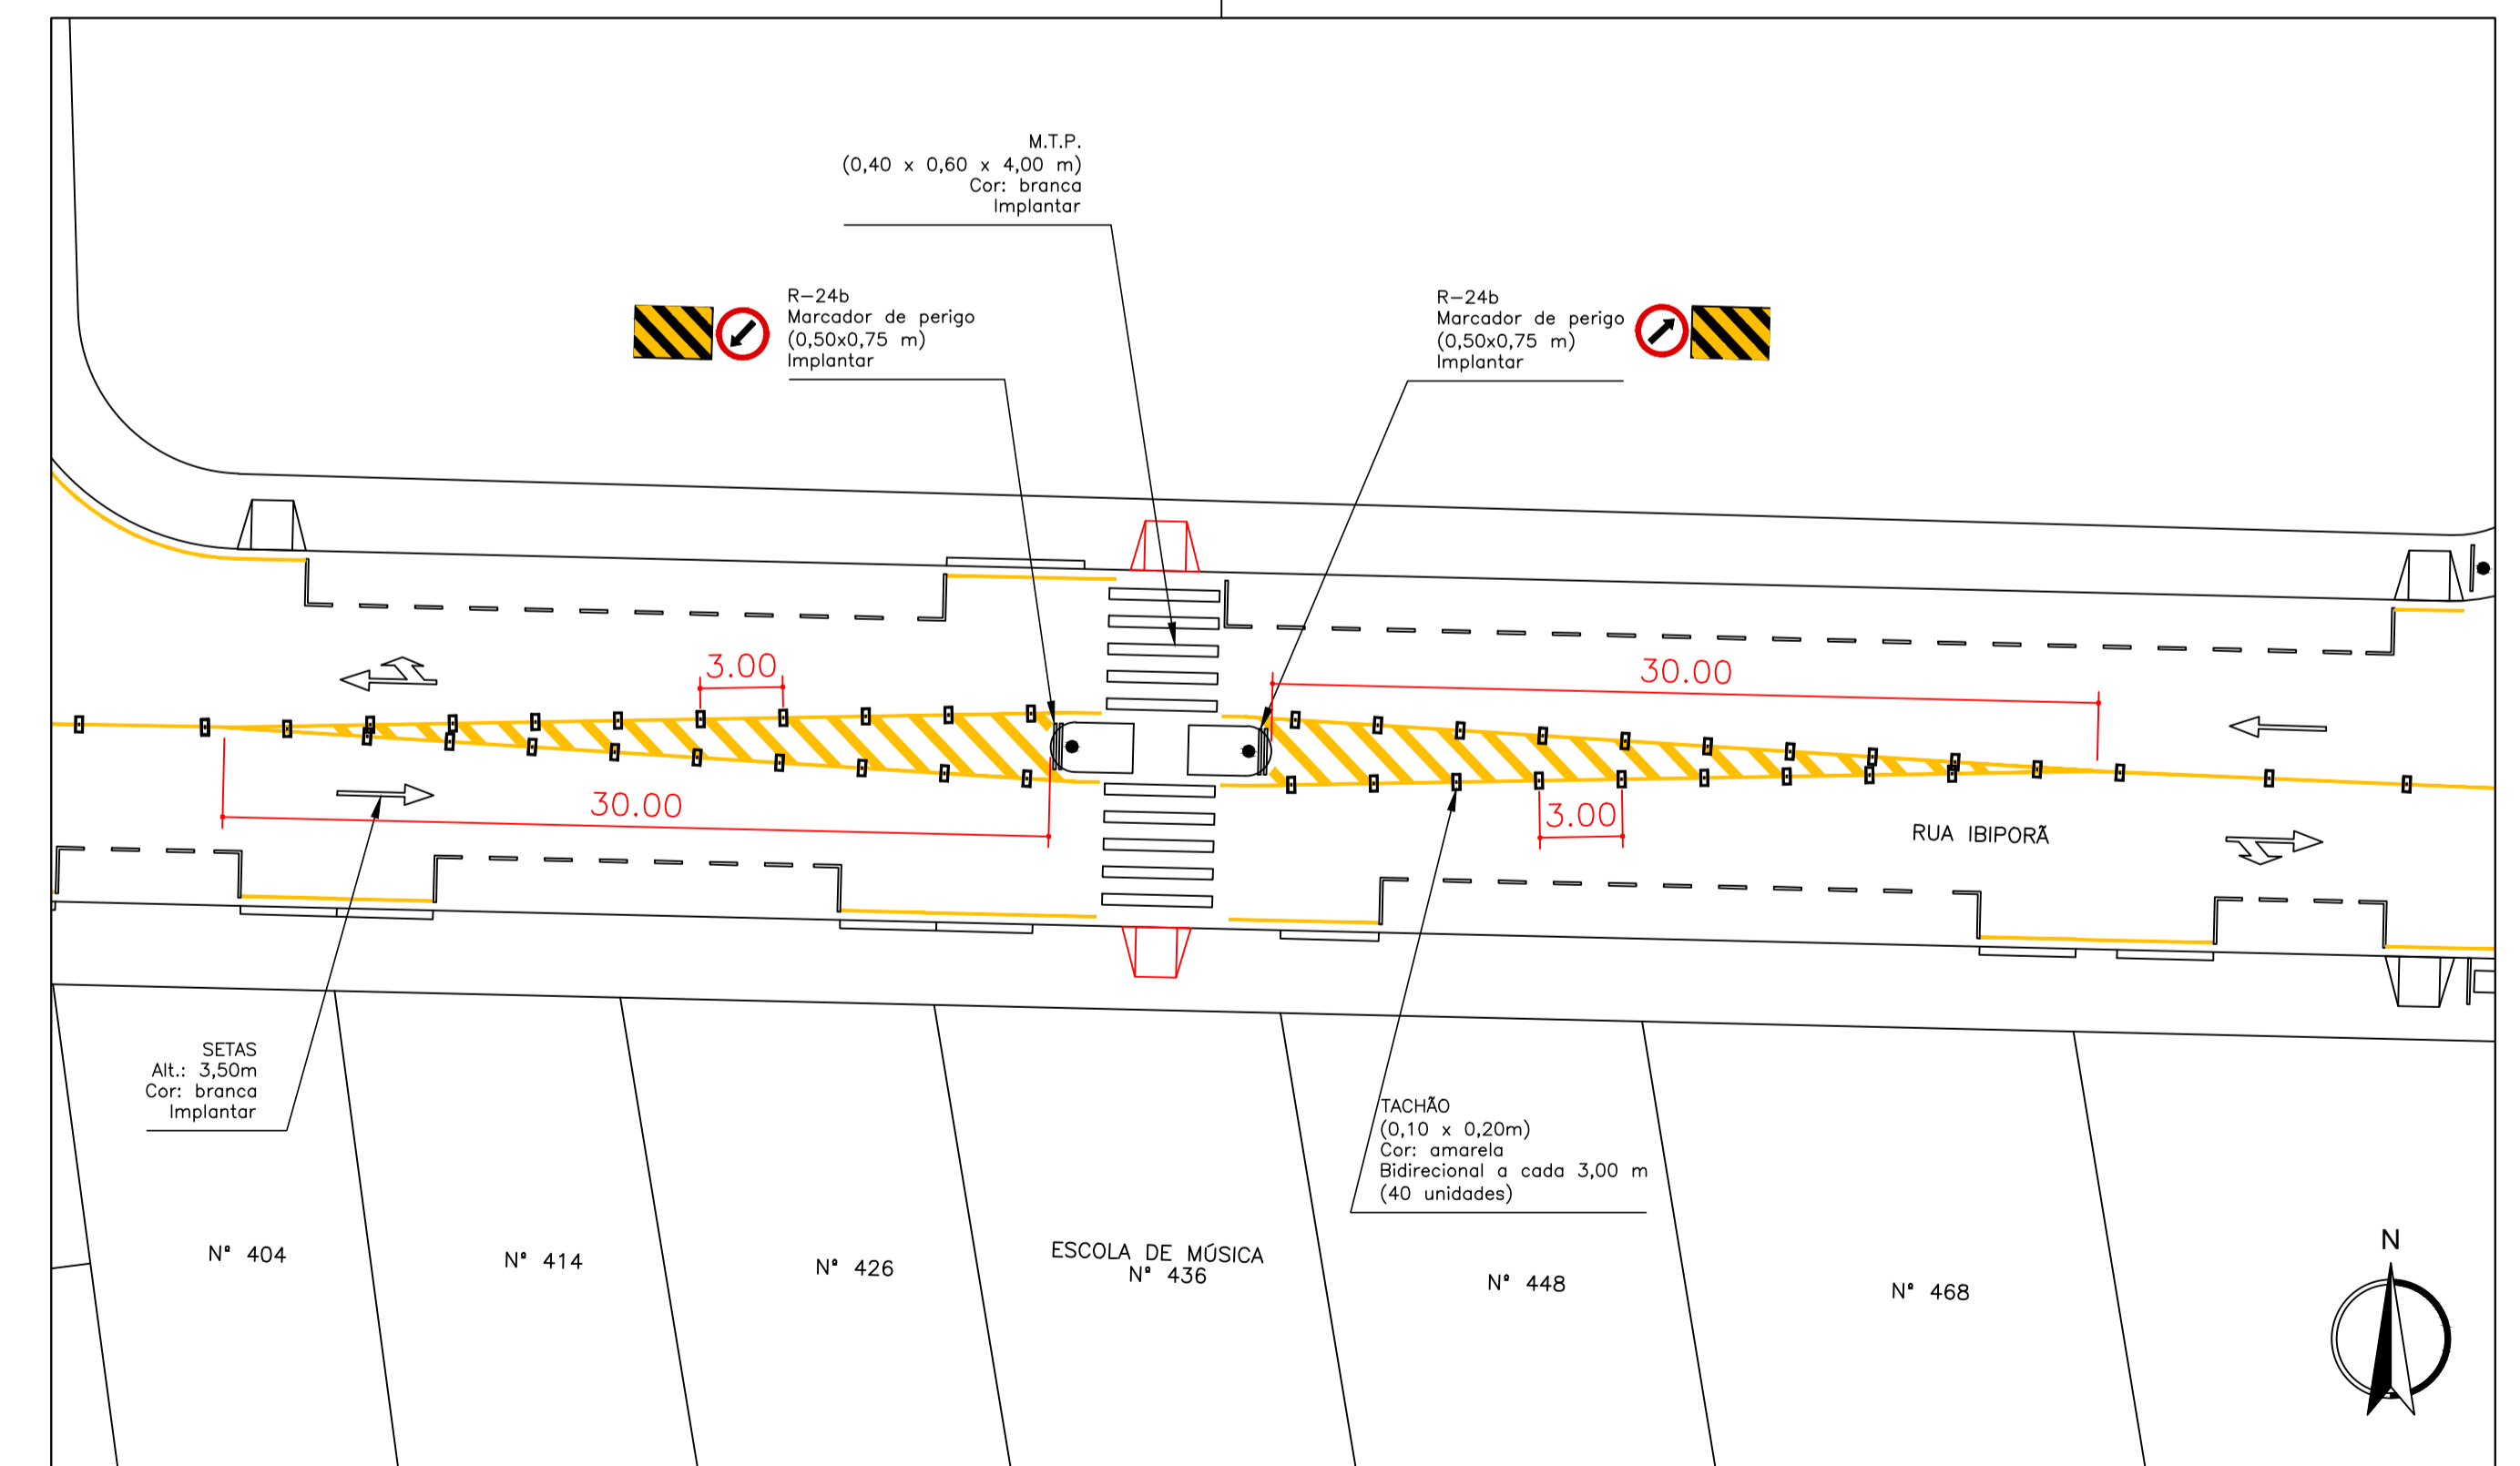 M.T.P.
(0,40 x 0,60 x 4,00 m)
Cor: branca
Implantar
R-24b
Marcador de perigo
(0,50x0,75 m)
Implantar
R-24b
Marcador de perigo
(0,50x0,75 m)
Implantar
3.00
30.00
30.00
3.00
RUA IBIPORÃ
SETAS
Alt.: 3,50m
Cor: branca
Implantar
TACHÃO
(0,10 x 0,20m)
Cor: amarela
Bidirecional a cada 3,00 m
(40 unidades)
Nº 404
Nº 414
Nº 426
ESCOLA DE MÚSICA
Nº 436
Nº 448
Nº 468
N